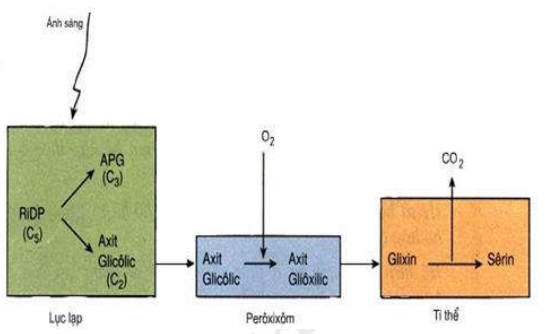 Ánh sáng
O₂
CO₂
APG
(C₃)
RiDP
(C₅)
Axit
Glicôlic
(C₂)
Axit
Glicôlic
Axit
Gliôxilic
Glixin
Sêrin
Lục lạp
Perôxixôm
Ti thể